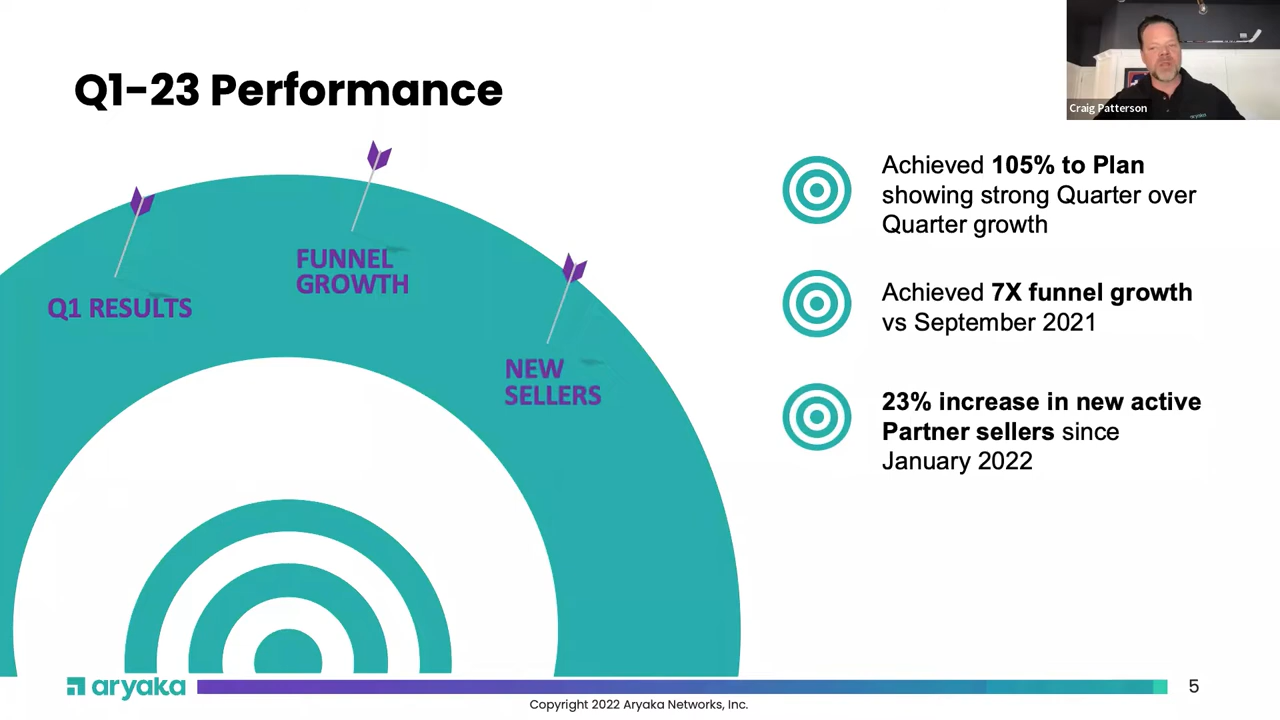 Q1-23 Performance
Craig Patterson
Q1 RESULTS
FUNNEL
GROWTH
NEW
SELLERS
Achieved 105% to Plan
showing strong Quarter over
Quarter growth
Achieved 7X funnel growth
vs September 2021
23% increase in new active
Partner sellers since
January 2022
aryaka
5
Copyright 2022 Aryaka Networks, Inc.